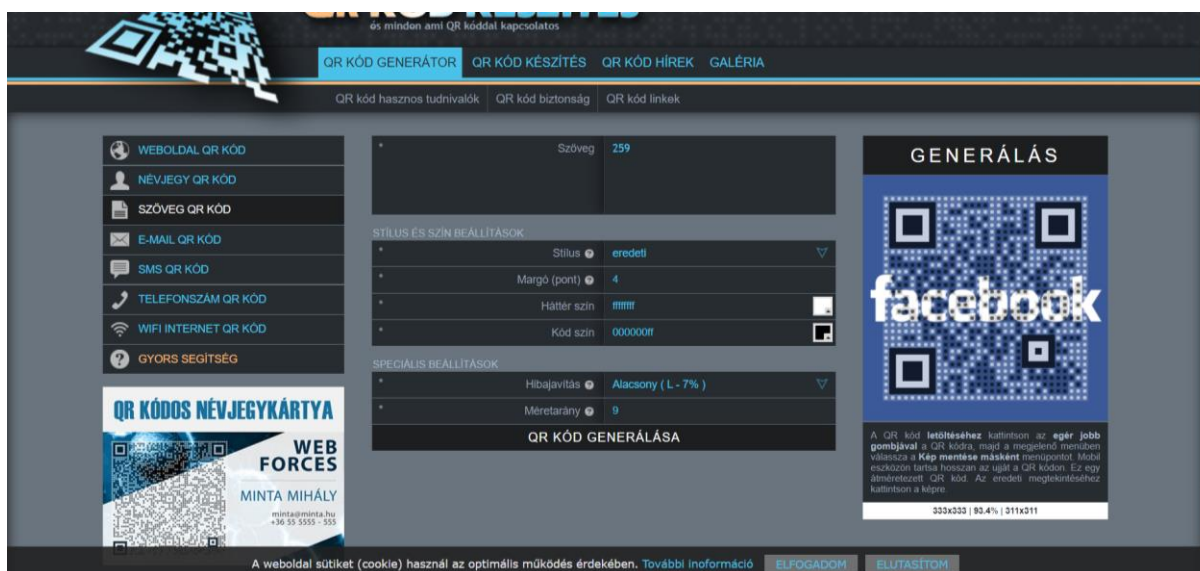 QR KÓD KÉSZÍTÉS
és minden ami QR kóddal kapcsolatos
QR KÓD GENERÁTOR QR KÓD KÉSZÍTÉS QR KÓD HÍREK GALÉRIA
QR kód hasznos tudnivalók QR kód biztonság QR kód linkek
WEBOLDAL QR KÓD
NÉVJEGY QR KÓD
SZÖVEG QR KÓD
E-MAIL QR KÓD
SMS QR KÓD
TELEFONSZÁM QR KÓD
WIFI INTERNET QR KÓD
GYORS SEGÍTSÉG
QR KÓDOS NÉVJEGYKÁRTYA
WEB
FORCES
MINTA MIHÁLY
minta@minta.hu
+36 55 5555 - 555
* Szöveg 259
STÍLUS ÉS SZÍN BEÁLLÍTÁSOK
* Stílus eredeti
* Margó (pont) 4
* Háttér szín ffffffff
* Kód szín 000000ff
SPECIÁLIS BEÁLLÍTÁSOK
* Hibajavítás Alacsony ( L - 7% )
* Méretarány 9
QR KÓD GENERÁLÁSA
GENERÁLÁS
facebook
A QR kód letöltéséhez kattintson az egér jobb
gombjával a QR kódra, majd a megjelenő menüben
válassza a Kép mentése másként menüpontot. Mobil
eszközön tartsa hosszan az ujját a QR kódon. Ez egy
átméretezett QR kód. Az eredeti megtekintéséhez
kattintson a képre.
333x333 | 93.4% | 311x311
A weboldal sütiket (cookie) használ az optimális működés érdekében. További inoformáció ELFOGADOM ELUTASÍTOM